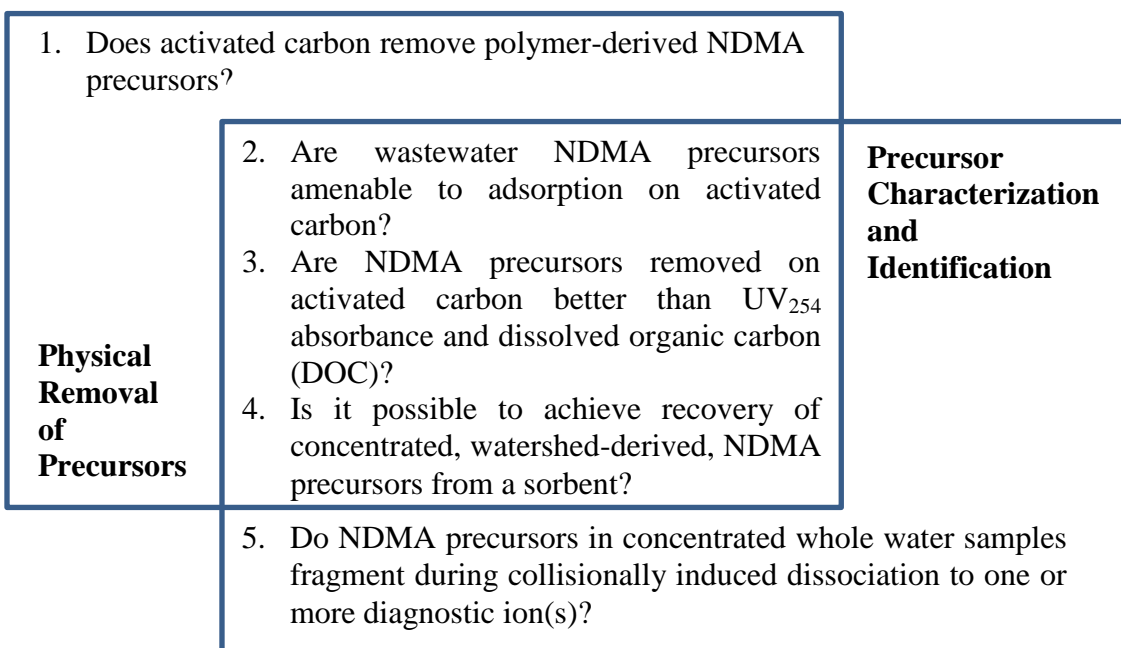 1. Does activated carbon remove polymer-derived NDMA
precursors?
2. Are wastewater NDMA precursors
amenable to adsorption on activated
carbon?
3. Are NDMA precursors removed on
activated carbon better than UV₂₅₄
absorbance and dissolved organic carbon
(DOC)?
4. Is it possible to achieve recovery of
concentrated, watershed-derived, NDMA
precursors from a sorbent?
Precursor
Characterization
and
Identification
Physical
Removal
of
Precursors
5. Do NDMA precursors in concentrated whole water samples
fragment during collisionally induced dissociation to one or
more diagnostic ion(s)?